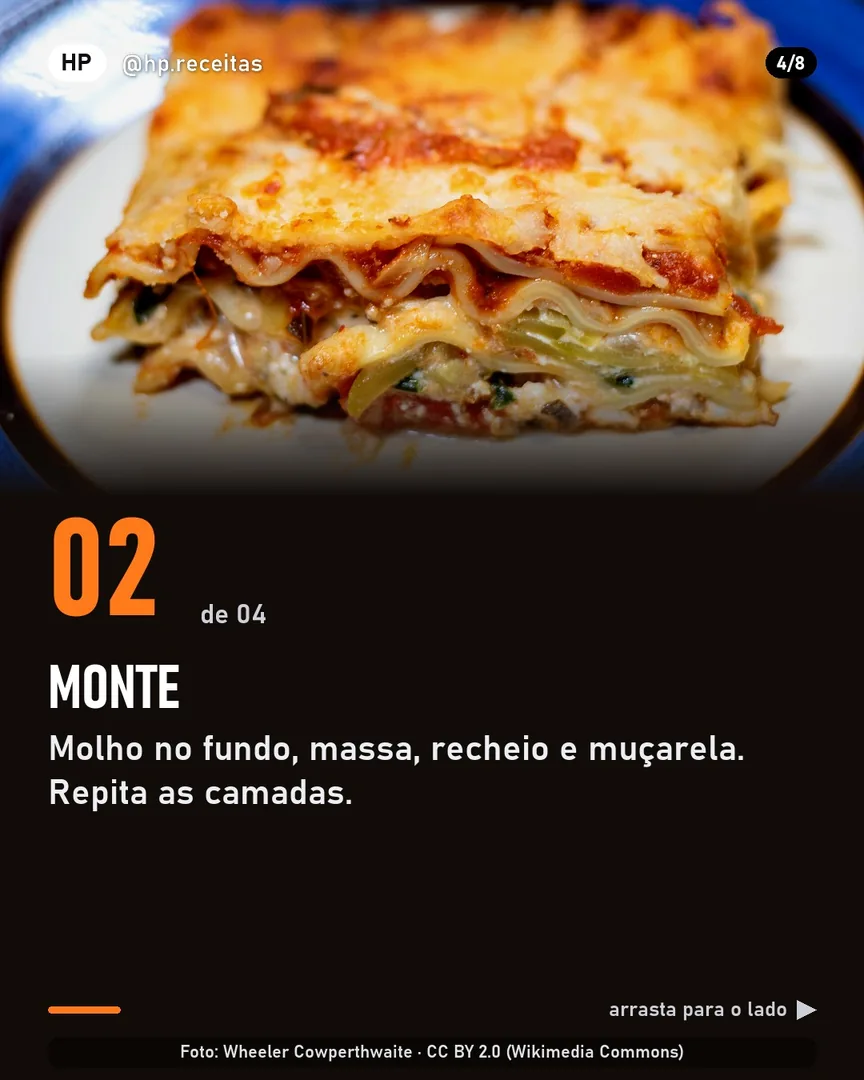 HP @hp.receitas 4/8
02 de 04
MONTE
Molho no fundo, massa, recheio e muçarela.
Repita as camadas.
arrasta para o lado ▶
Foto: Wheeler Cowperthwaite · CC BY 2.0 (Wikimedia Commons)